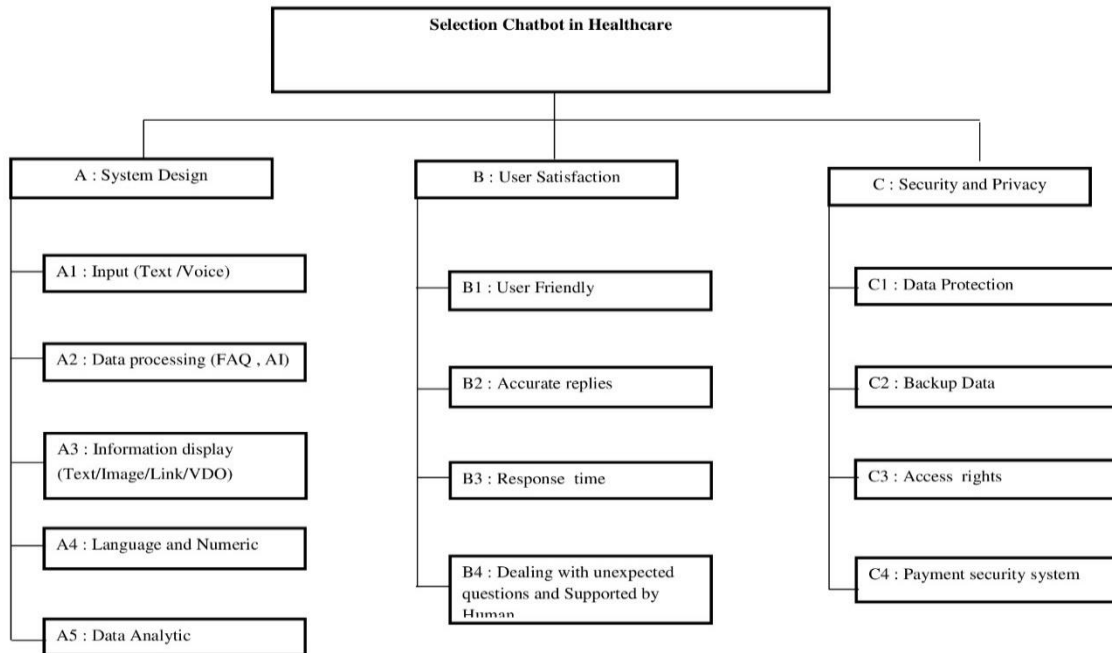 Selection Chatbot in Healthcare
A : System Design
A1 : Input (Text /Voice)
A2 : Data processing (FAQ , AI)
A3 : Information display
(Text/Image/Link/VDO)
A4 : Language and Numeric
A5 : Data Analytic
B : User Satisfaction
B1 : User Friendly
B2 : Accurate replies
B3 : Response time
B4 : Dealing with unexpected
questions and Supported by
Human
C : Security and Privacy
C1 : Data Protection
C2 : Backup Data
C3 : Access rights
C4 : Payment security system